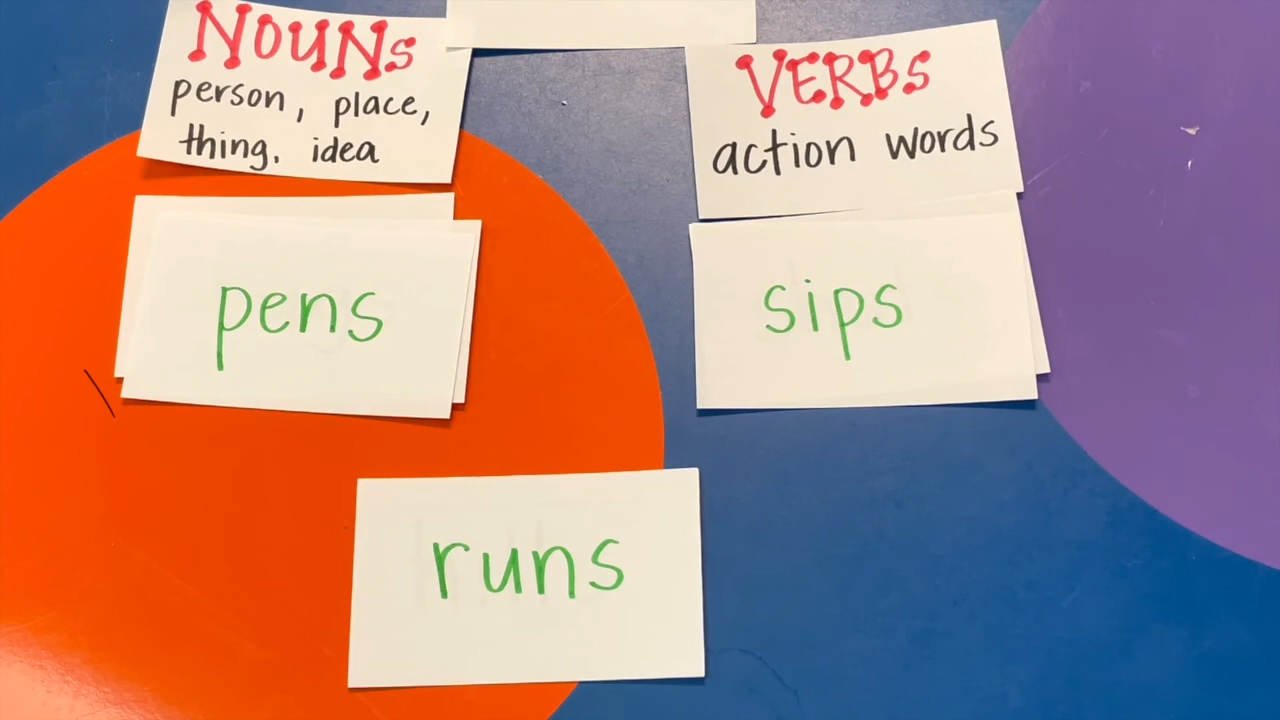 NOUNS
person, place,
thing, idea
VERBS
action words
pens
sips
runs